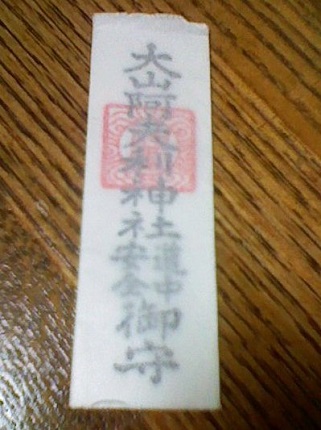 大山阿夫利神社
道中
安全
御守